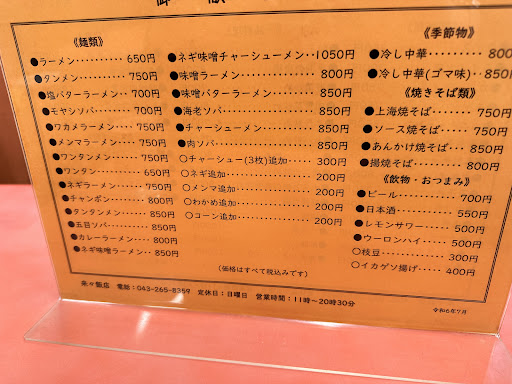 《麺類》
●ラーメン・・・・・・・650円
●タンメン・・・・・・・750円
●塩バターラーメン・・・・700円
●モヤシソバ・・・・・・700円
●ワカメラーメン・・・・750円
●メンマラーメン・・・・750円
●ワンタンメン・・・・・750円
●ワンタン・・・・・・・650円
●ネギラーメン・・・・・750円
●チャンポン・・・・・・800円
●タンタンメン・・・・・850円
●五目ソバ・・・・・・・850円
●カレーラーメン・・・・800円
●ネギ味噌ラーメン・・・850円
●ネギ味噌チャーシューメン・・1050円
●味噌ラーメン・・・・・・800円
●味噌バターラーメン・・・850円
●海老ソバ・・・・・・・・850円
●チャーシューメン・・・・850円
●肉ソバ・・・・・・・・・850円
○チャーシュー(3枚)追加・・・300円
○ネギ追加・・・・・・・・200円
○メンマ追加・・・・・・・200円
○わかめ追加・・・・・・・200円
○コーン追加・・・・・・・200円
《季節物》
●冷し中華・・・・・・800
●冷し中華(ゴマ味)・・850
《焼きそば類》
●上海焼そば・・・・・750円
●ソース焼そば・・・・750円
●あんかけ焼そば・・・850円
●揚焼そば・・・・・・800円
《飲物・おつまみ》
●ビール・・・・・・・700円
●日本酒・・・・・・・550円
●レモンサワー・・・・500円
●ウーロンハイ・・・・500円
○枝豆・・・・・・・・300円
○イカゲソ揚げ・・・・400円
(価格はすべて税込みです)
来々飯店 電話：043-265-8359 定休日：日曜日 営業時間：11時～20時30分
令和6年7月